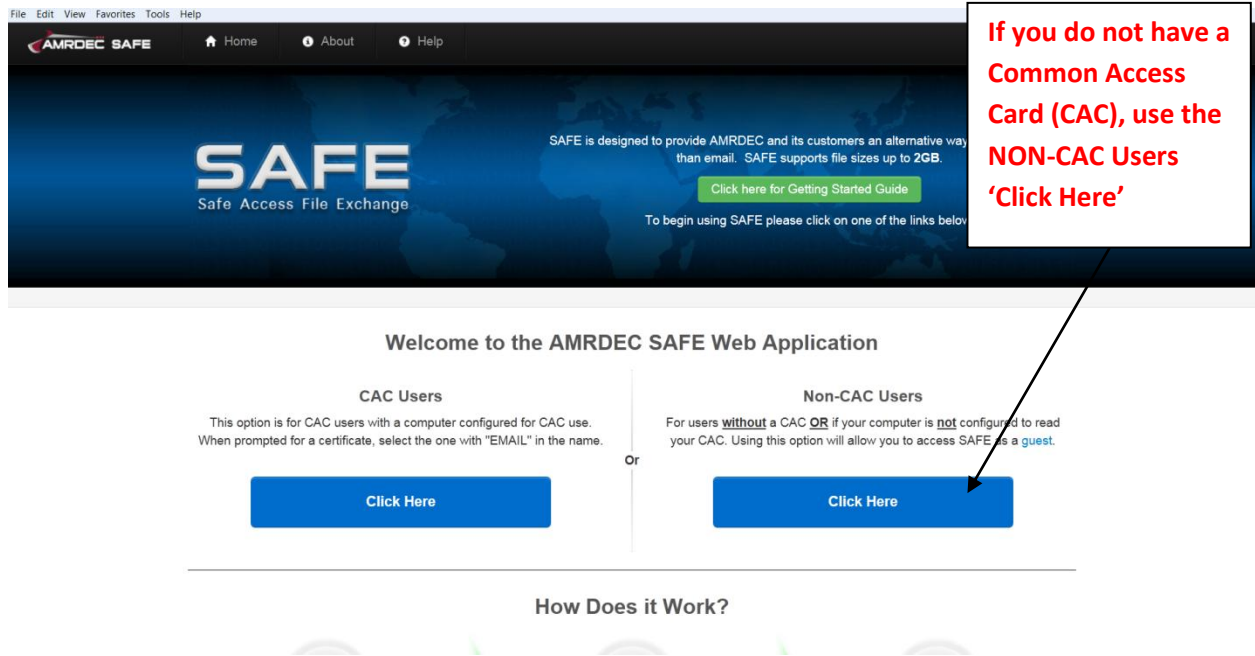 File Edit View Favorites Tools Help
AMRDEC SAFE
Home
About
Help
If you do not have a
Common Access
Card (CAC), use the
NON-CAC Users
‘Click Here’
SAFE
Safe Access File Exchange
SAFE is designed to provide AMRDEC and its customers an alternative way
than email. SAFE supports file sizes up to 2GB.
Click here for Getting Started Guide
To begin using SAFE please click on one of the links below
Welcome to the AMRDEC SAFE Web Application
CAC Users
This option is for CAC users with a computer configured for CAC use.
When prompted for a certificate, select the one with "EMAIL" in the name.
Click Here
Or
Non-CAC Users
For users without a CAC OR if your computer is not configured to read
your CAC. Using this option will allow you to access SAFE as a guest.
Click Here
How Does it Work?